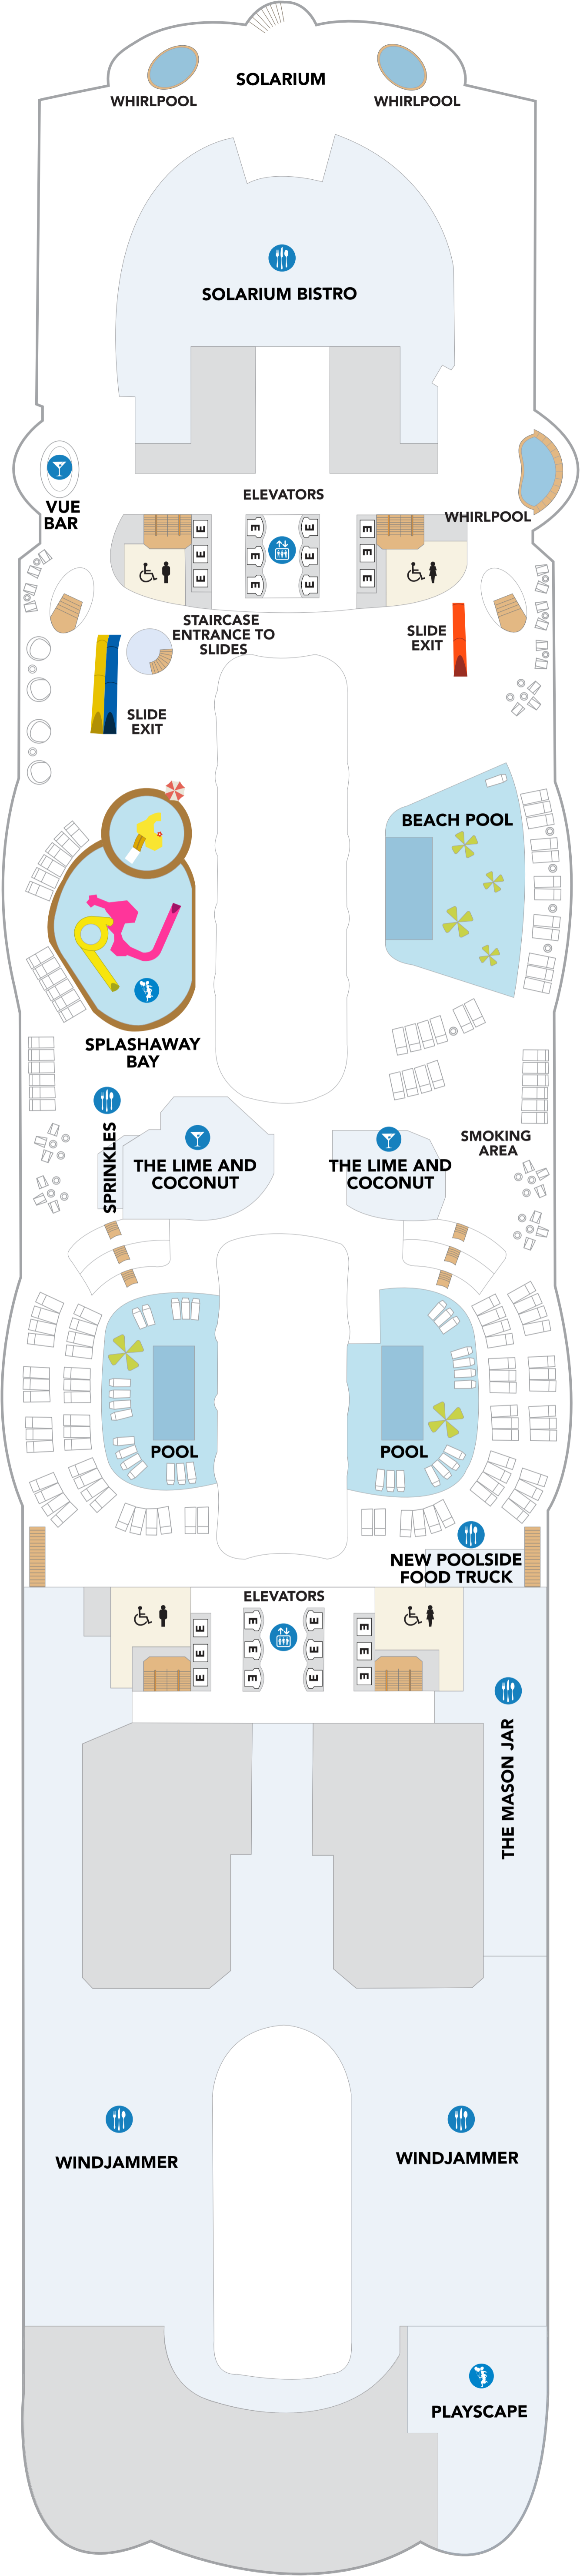 SOLARIUM
WHIRLPOOL
WHIRLPOOL
SOLARIUM BISTRO
ELEVATORS
VUE
BAR
WHIRLPOOL
E
E
E
E
E
E
E
E
E
E
E
E
STAIRCASE
ENTRANCE TO
SLIDES
SLIDE
EXIT
SLIDE
EXIT
BEACH POOL
SPLASHAWAY
BAY
SPRINKLES
THE LIME AND
COCONUT
THE LIME AND
COCONUT
SMOKING
AREA
POOL
POOL
NEW POOLSIDE
FOOD TRUCK
ELEVATORS
E
E
E
E
E
E
E
E
E
E
E
E
THE MASON JAR
WINDJAMMER
WINDJAMMER
PLAYSCAPE